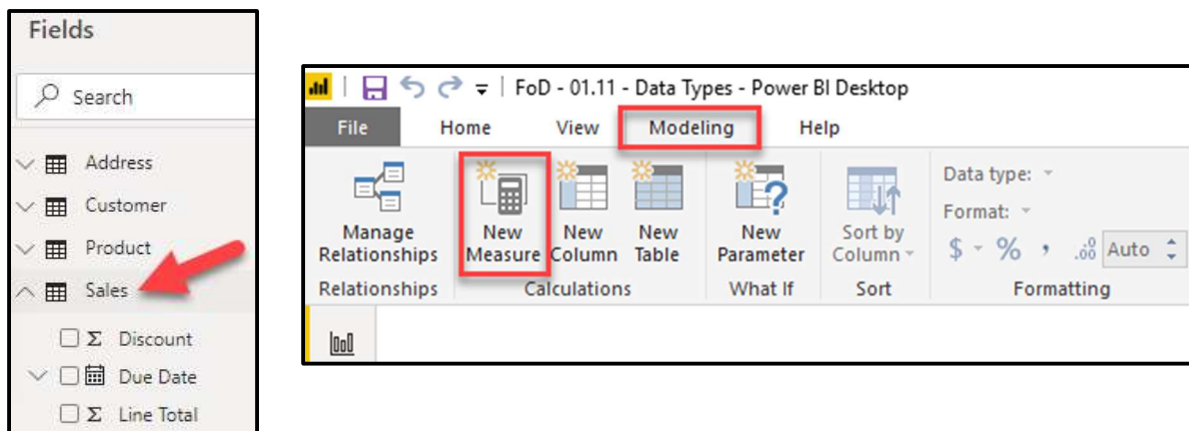 Fields
Search
Address
Customer
Product
Sales
Σ Discount
Due Date
Σ Line Total
FoD - 01.11 - Data Types - Power BI Desktop
File Home View Modeling Help
Manage Relationships
New Measure
New Column
New Table
New Parameter
Sort by Column
Data type:
Format:
$ % , .00 Auto
Relationships Calculations What If Sort Formatting